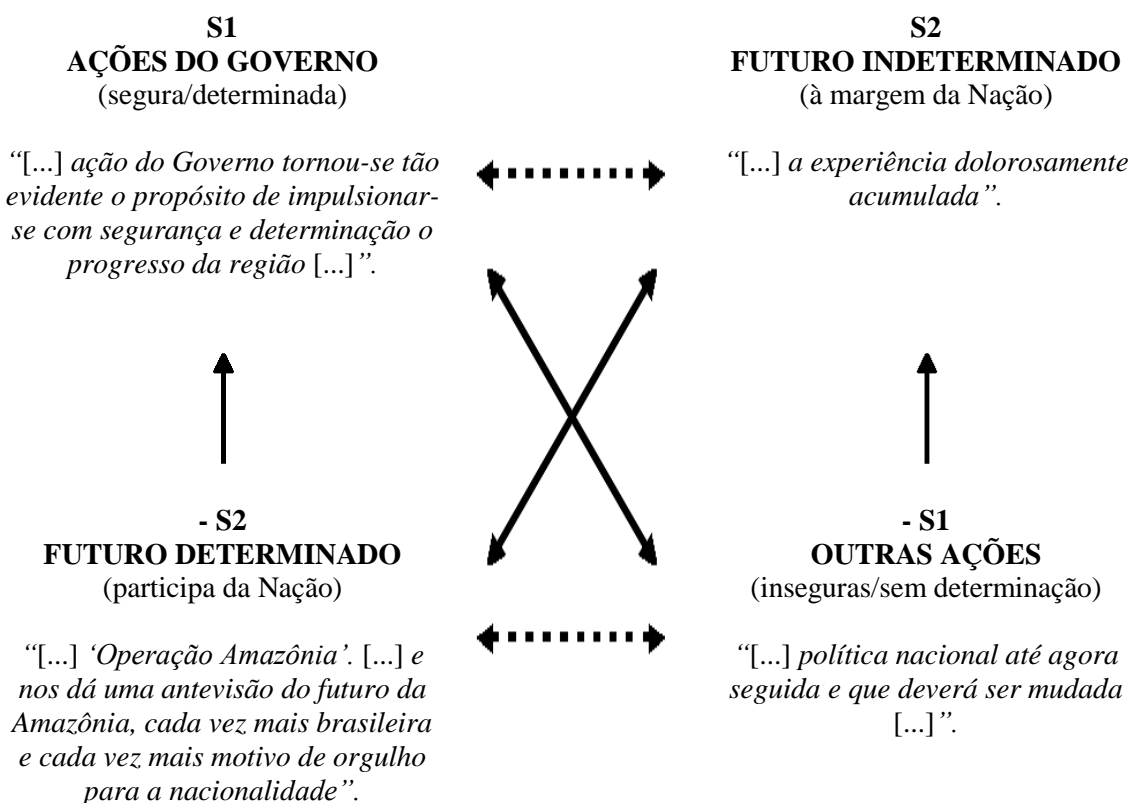 S1
AÇÕES DO GOVERNO
(segura/determinada)
“[...] ação do Governo tornou-se tão
evidente o propósito de impulsionar-
se com segurança e determinação o
progresso da região [...]”.
S2
FUTURO INDETERMINADO
(à margem da Nação)
“[...] a experiência dolorosamente
acumulada”.
- S2
FUTURO DETERMINADO
(participa da Nação)
“[...] ‘Operação Amazônia’. [...] e
nos dá uma antevisão do futuro da
Amazônia, cada vez mais brasileira
e cada vez mais motivo de orgulho
para a nacionalidade”.
- S1
OUTRAS AÇÕES
(inseguras/sem determinação)
“[...] política nacional até agora
seguida e que deverá ser mudada
[...]”.